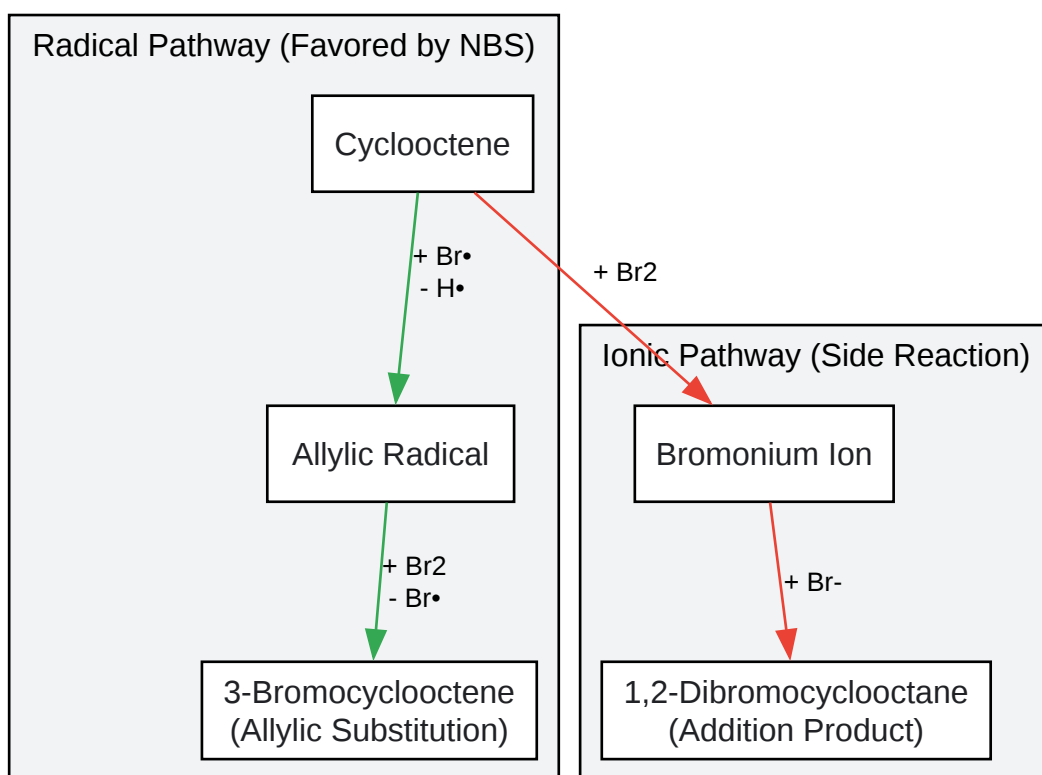 Radical Pathway (Favored by NBS)
Cyclooctene
+ Br•
- H•
+ Br2
Ionic Pathway (Side Reaction)
Allylic Radical
Bromonium Ion
+ Br2
- Br•
+ Br-
3-Bromocyclooctene
(Allylic Substitution)
1,2-Dibromocyclooctane
(Addition Product)